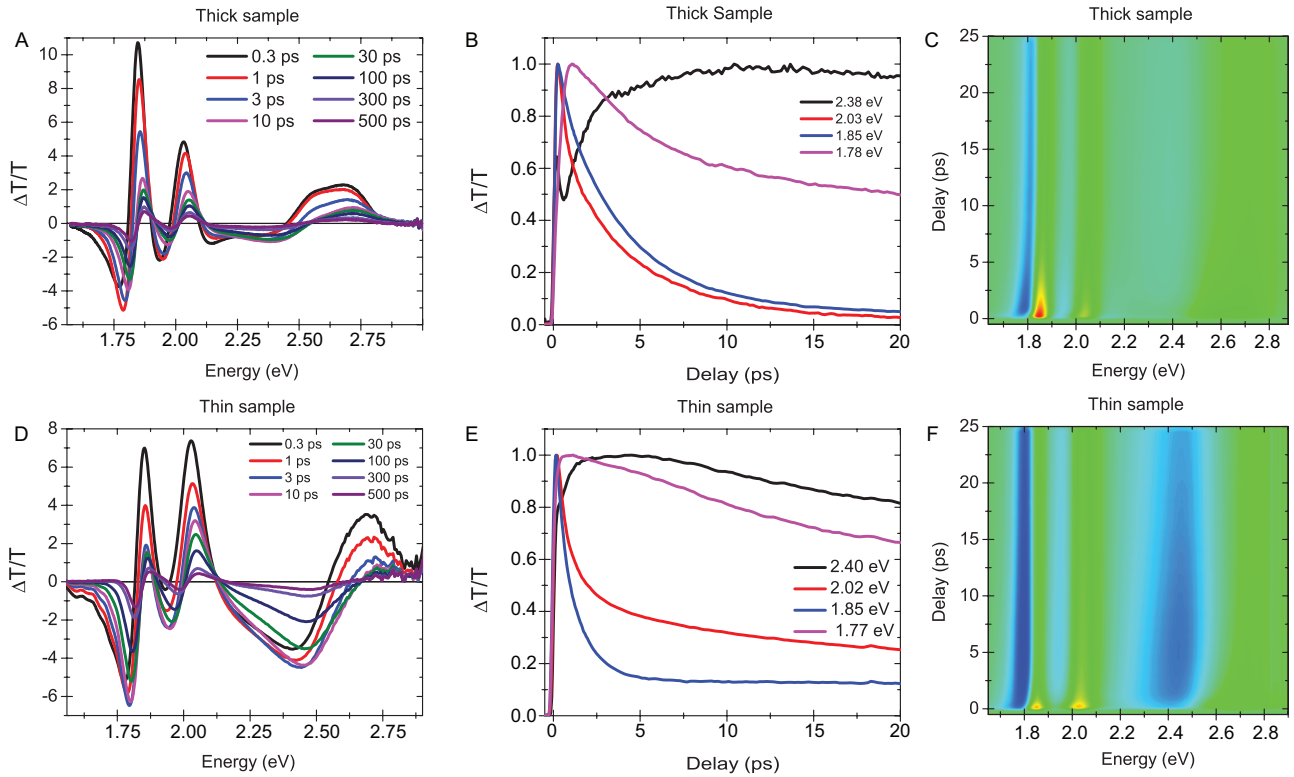 Thick sample
A
ΔT/T
10
8
6
4
2
0
-2
-4
-6
0.3 ps
1 ps
3 ps
10 ps
30 ps
100 ps
300 ps
500 ps
1.75 2.00 2.25 2.50 2.75
Energy (eV)
Thick Sample
B
ΔT/T
1.0
0.8
0.6
0.4
0.2
0.0
2.38 eV
2.03 eV
1.85 eV
1.78 eV
0 5 10 15 20
Delay (ps)
Thick sample
C
Delay (ps)
25
20
15
10
5
0
1.8 2.0 2.2 2.4 2.6 2.8
Energy (eV)
Thin sample
D
ΔT/T
8
6
4
2
0
-2
-4
-6
0.3 ps
1 ps
3 ps
10 ps
30 ps
100 ps
300 ps
500 ps
1.75 2.00 2.25 2.50 2.75
Energy (eV)
Thin sample
E
ΔT/T
1.0
0.8
0.6
0.4
0.2
0.0
2.40 eV
2.02 eV
1.85 eV
1.77 eV
0 5 10 15 20
Delay (ps)
Thin sample
F
Delay (ps)
25
20
15
10
5
0
1.8 2.0 2.2 2.4 2.6 2.8
Energy (eV)